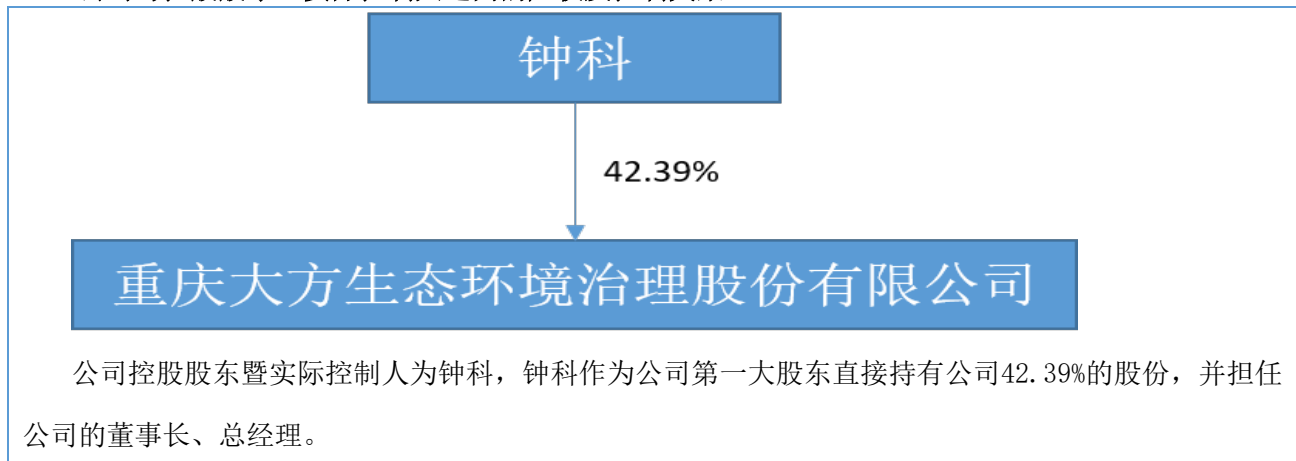 钟科
42.39%
重庆大方生态环境治理股份有限公司
公司控股股东暨实际控制人为钟科，钟科作为公司第一大股东直接持有公司42.39%的股份，并担任
公司的董事长、总经理。